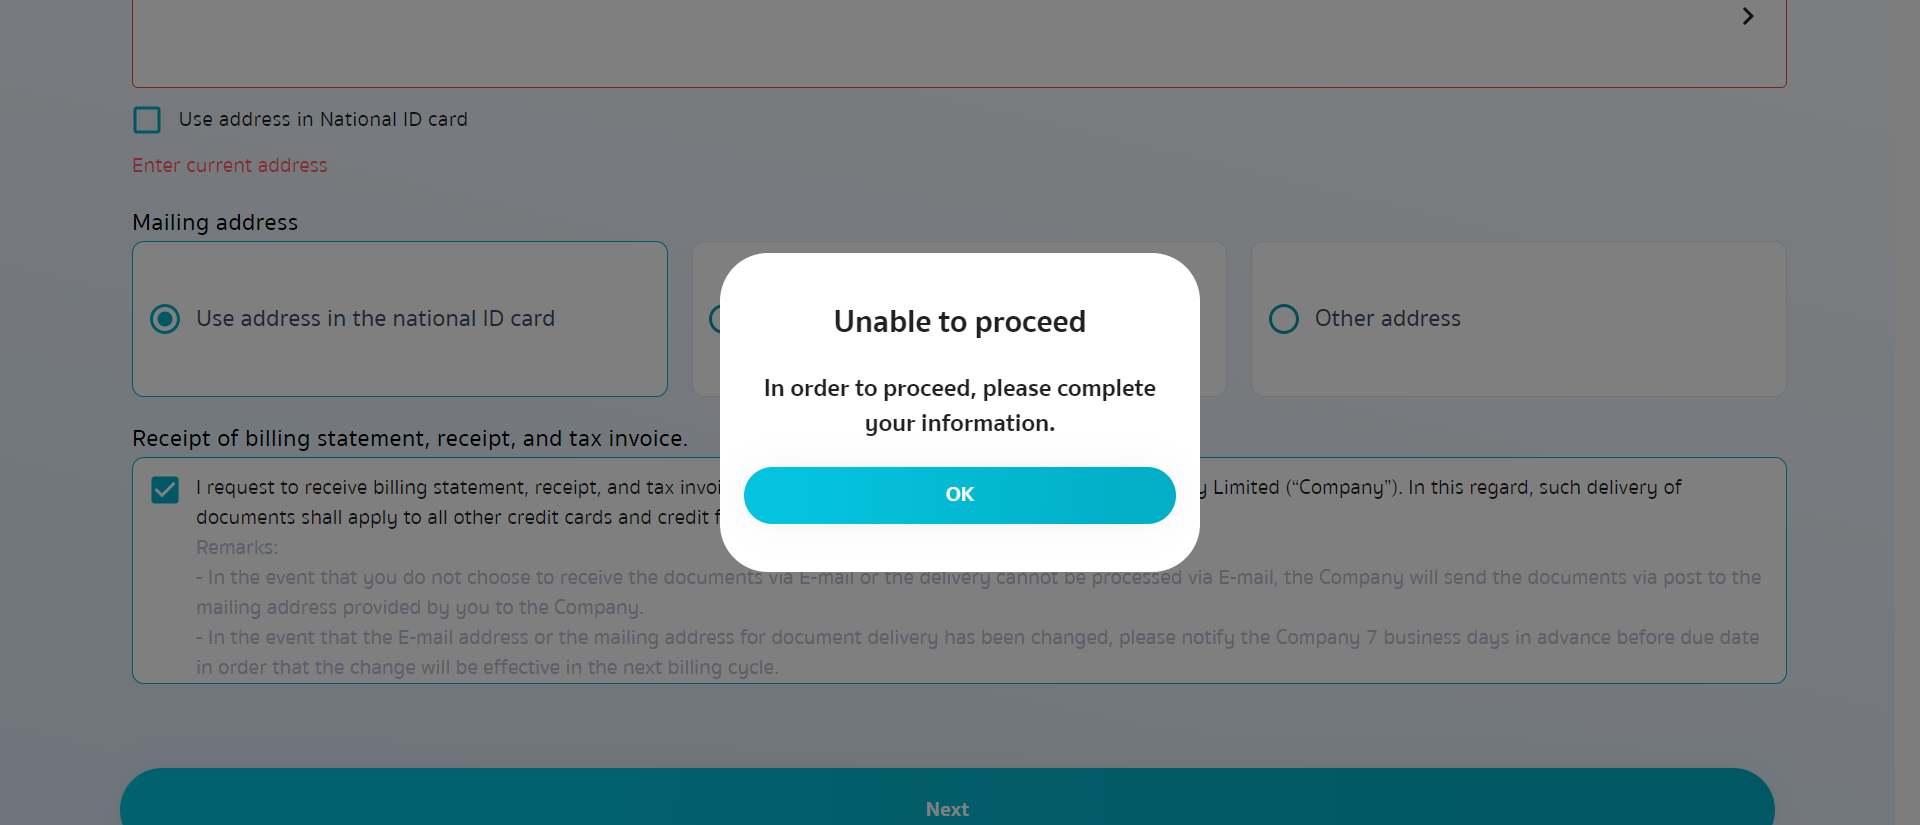 Use address in National ID card
Enter current address
Mailing address
Use address in the national ID card
Other address
Unable to proceed
In order to proceed, please complete
your information.
OK
Receipt of billing statement, receipt, and tax invoice.
I request to receive billing statement, receipt, and tax Limited (“Company”). In this regard, such delivery of
documents shall apply to all other credit cards and credit
Remarks:
- In the event that you do not choose to receive the documents via E-mail or the delivery cannot be processed via E-mail, the Company will send the documents via post to the
mailing address provided by you to the Company.
- In the event that the E-mail address or the mailing address for document delivery has been changed, please notify the Company 7 business days in advance before due date
in order that the change will be effective in the next billing cycle.
Next